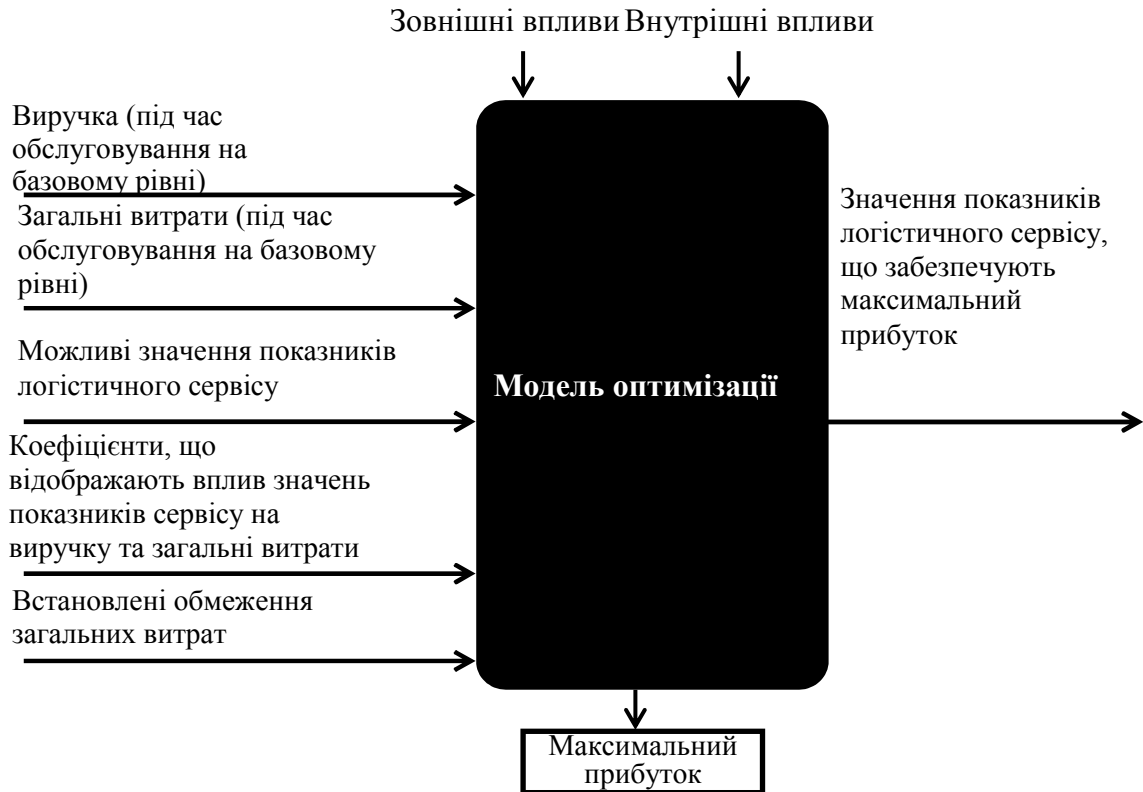 Зовнішні впливи Внутрішні впливи
Виручка (під час
обслуговування на
базовому рівні)
Загальні витрати (під час
обслуговування на базовому
рівні)
Можливі значення показників
логістичного сервісу
Коефіцієнти, що
відображають вплив значень
показників сервісу на
виручку та загальні витрати
Встановлені обмеження
загальних витрат
Модель оптимізації
Значення показників
логістичного сервісу,
що забезпечують
максимальний
прибуток
Максимальний
прибуток